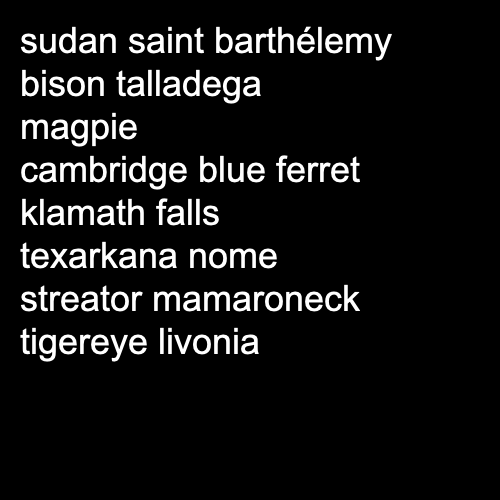 sudan saint barthélemy
bison talladega
magpie
cambridge blue ferret
klamath falls
texarkana nome
streator mamaroneck
tigereye livonia